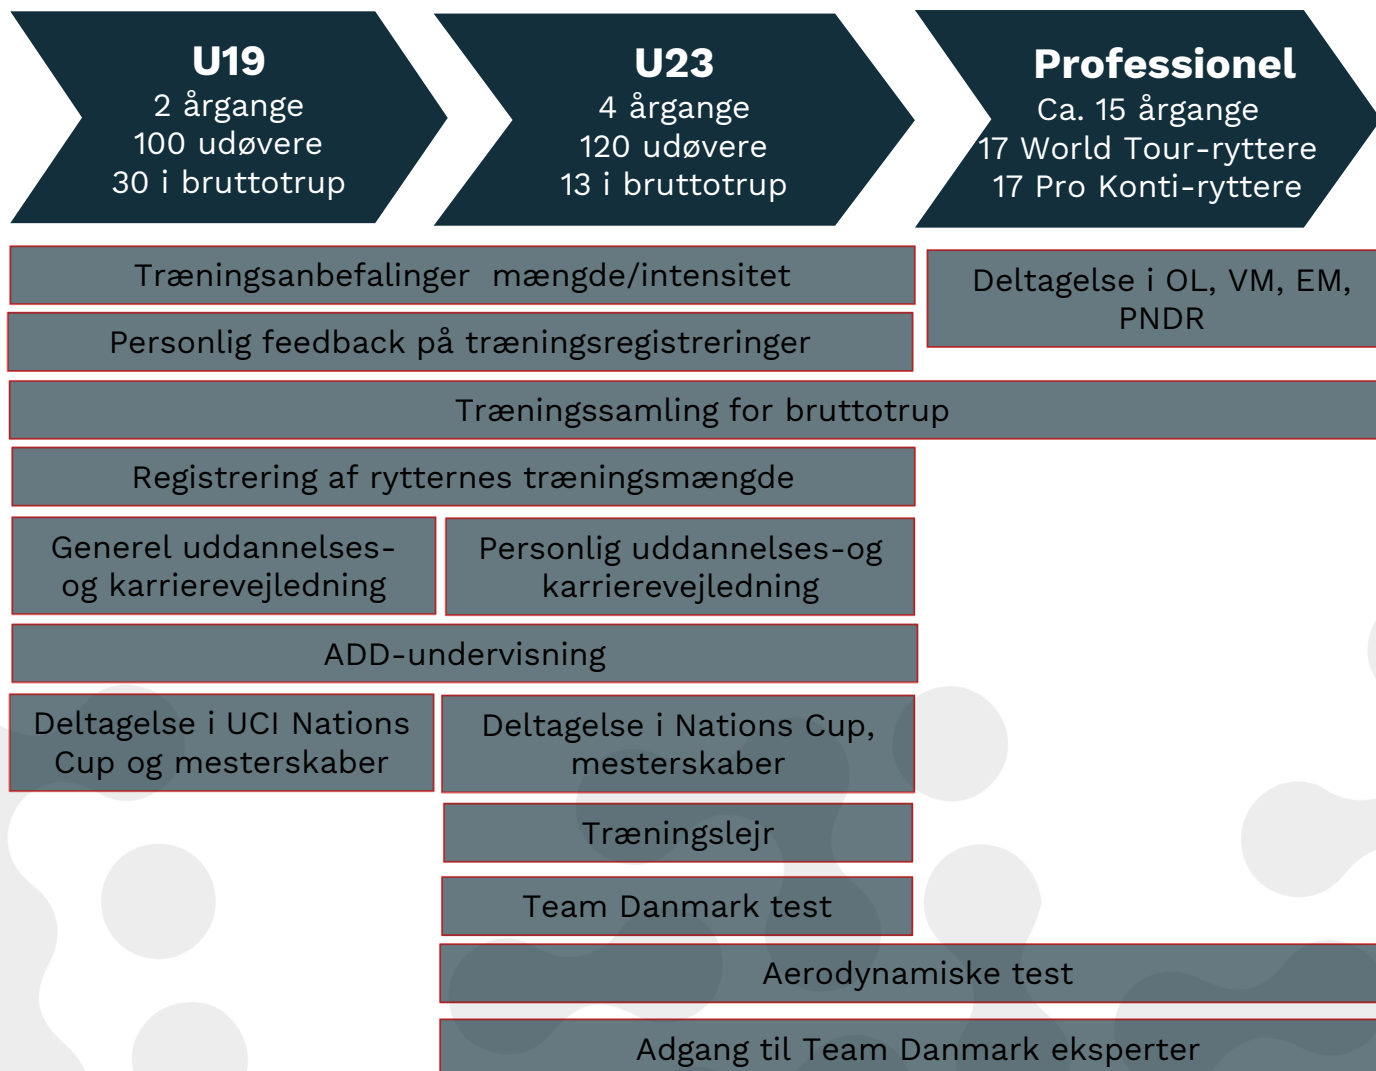 U19
2 årgange
100 udøvere
30 i bruttotrup
U23
4 årgange
120 udøvere
13 i bruttotrup
Professionel
Ca. 15 årgange
17 World Tour-ryttere
17 Pro Konti-ryttere
Træningsanbefalinger mængde/intensitet
Deltagelse i OL, VM, EM,
PNDR
Personlig feedback på træningsregistreringer
Træningssamling for bruttotrup
Registrering af rytternes træningsmængde
Generel uddannelses-
og karrierevejledning
Personlig uddannelses-og
karrierevejledning
ADD-undervisning
Deltagelse i UCI Nations
Cup og mesterskaber
Deltagelse i Nations Cup,
mesterskaber
Træningslejr
Team Danmark test
Aerodynamiske test
Adgang til Team Danmark eksperter